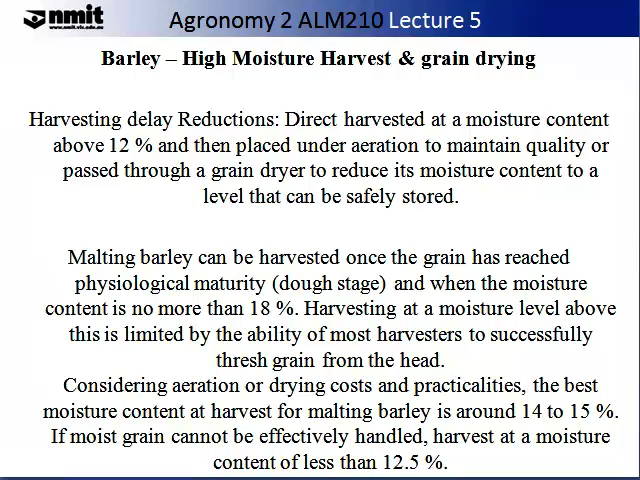 nmit
www.nmit.vic.edu.au
Agronomy 2 ALM210 Lecture 5
Barley – High Moisture Harvest & grain drying
Harvesting delay Reductions: Direct harvested at a moisture content
above 12 % and then placed under aeration to maintain quality or
passed through a grain dryer to reduce its moisture content to a
level that can be safely stored.
Malting barley can be harvested once the grain has reached
physiological maturity (dough stage) and when the moisture
content is no more than 18 %. Harvesting at a moisture level above
this is limited by the ability of most harvesters to successfully
thresh grain from the head.
Considering aeration or drying costs and practicalities, the best
moisture content at harvest for malting barley is around 14 to 15 %.
If moist grain cannot be effectively handled, harvest at a moisture
content of less than 12.5 %.